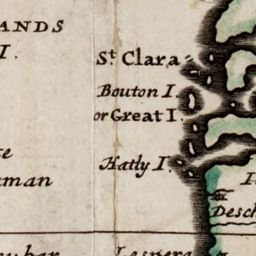 ANDS
I.
St Clara
Bouton I.
or Great I.
Hatly I.
man
Desch